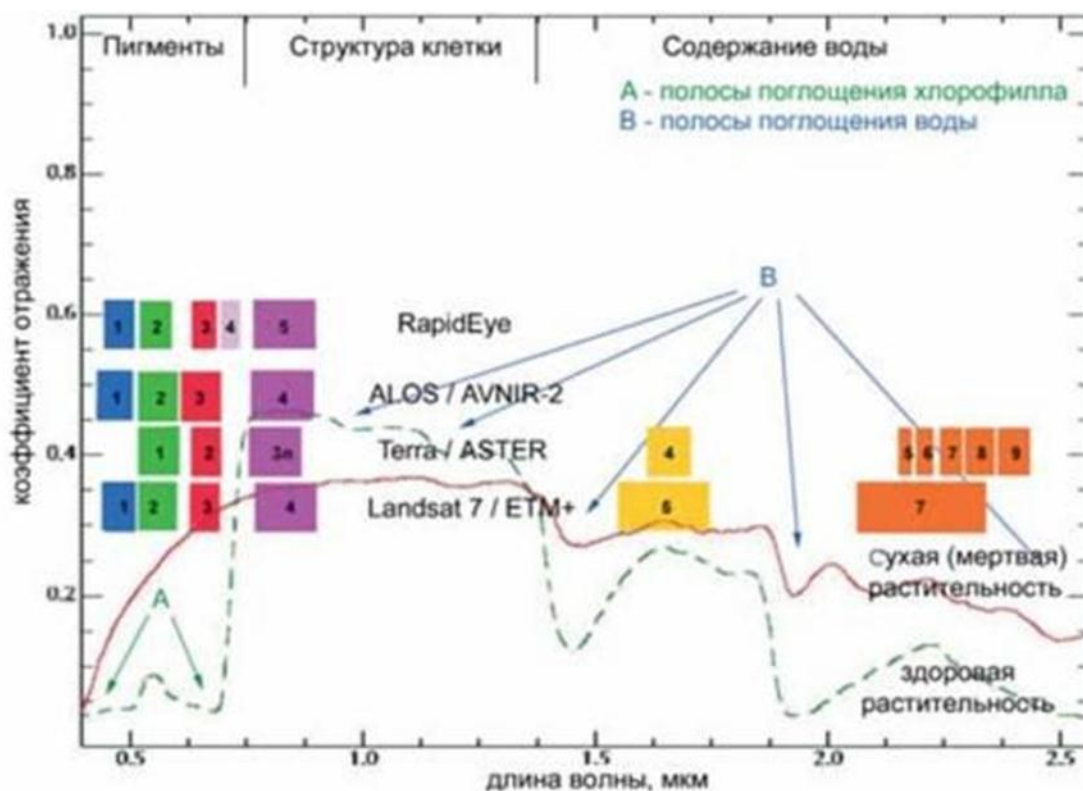 1.0
Пигменты
Структура клетки
Содержание воды
А - полосы поглощения хлорофилла
В - полосы поглощения воды
0.8
коэффициент отражения
В
0.6
1 2 3 4 5
RapidEye
1 2 3 4
ALOS / AVNIR-2
0.4
1 2 3n
Terra / ASTER
4
5 6 7 8 9
1 2 3 4
Landsat 7 / ETM+
5
7
Сухая (мертвая)
растительность
0.2
А
здоровая
растительность
0.5 1.0 1.5 2.0 2.5
длина волны, мкм